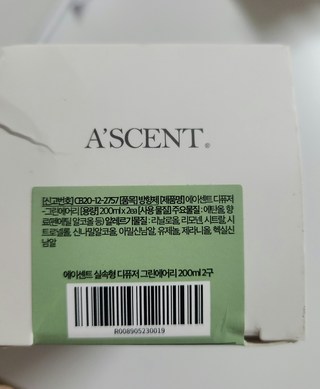 A'SCENT®
[신고번호] CB20-12-2757 [품목] 방향제 [제품명] 에이센트 디퓨저
-그린에어리 [용량] 200ml x 2ea [사용 물질] 주요물질 : 에탄올, 향
료(펜에틸 알코올 등) 알레르기물질 : 리날로올, 리모넨, 시트랄, 시
트로넬롤, 신나밀알코올, 아밀신남알, 유제놀, 제라니올, 헥실신
남알
에이센트 실속형 디퓨저 그린에어리 200ml 2구
R008905230019